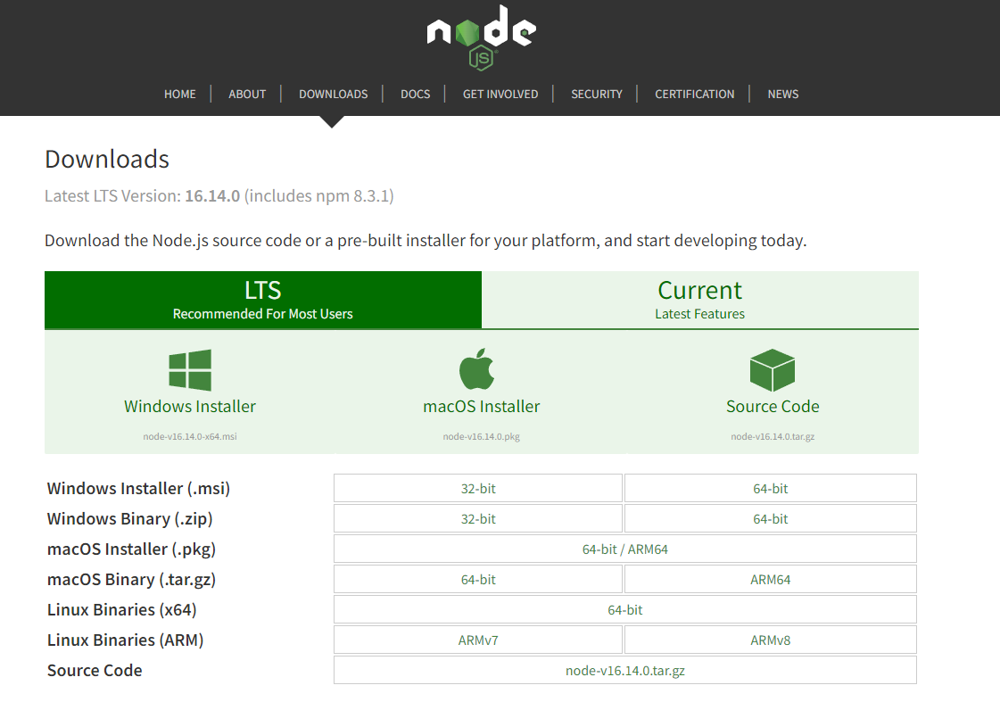 node
JS
HOME ABOUT DOWNLOADS DOCS GET INVOLVED SECURITY CERTIFICATION NEWS
Downloads
Latest LTS Version: 16.14.0 (includes npm 8.3.1)
Download the Node.js source code or a pre-built installer for your platform, and start developing today.
LTS Current
Recommended For Most Users Latest Features
Windows Installer macOS Installer Source Code
node-v16.14.0-x64.msi node-v16.14.0.pkg node-v16.14.0.tar.gz
Windows Installer (.msi) 32-bit 64-bit
Windows Binary (.zip) 32-bit 64-bit
macOS Installer (.pkg) 64-bit / ARM64
macOS Binary (.tar.gz) 64-bit ARM64
Linux Binaries (x64) 64-bit
Linux Binaries (ARM) ARMv7 ARMv8
Source Code node-v16.14.0.tar.gz